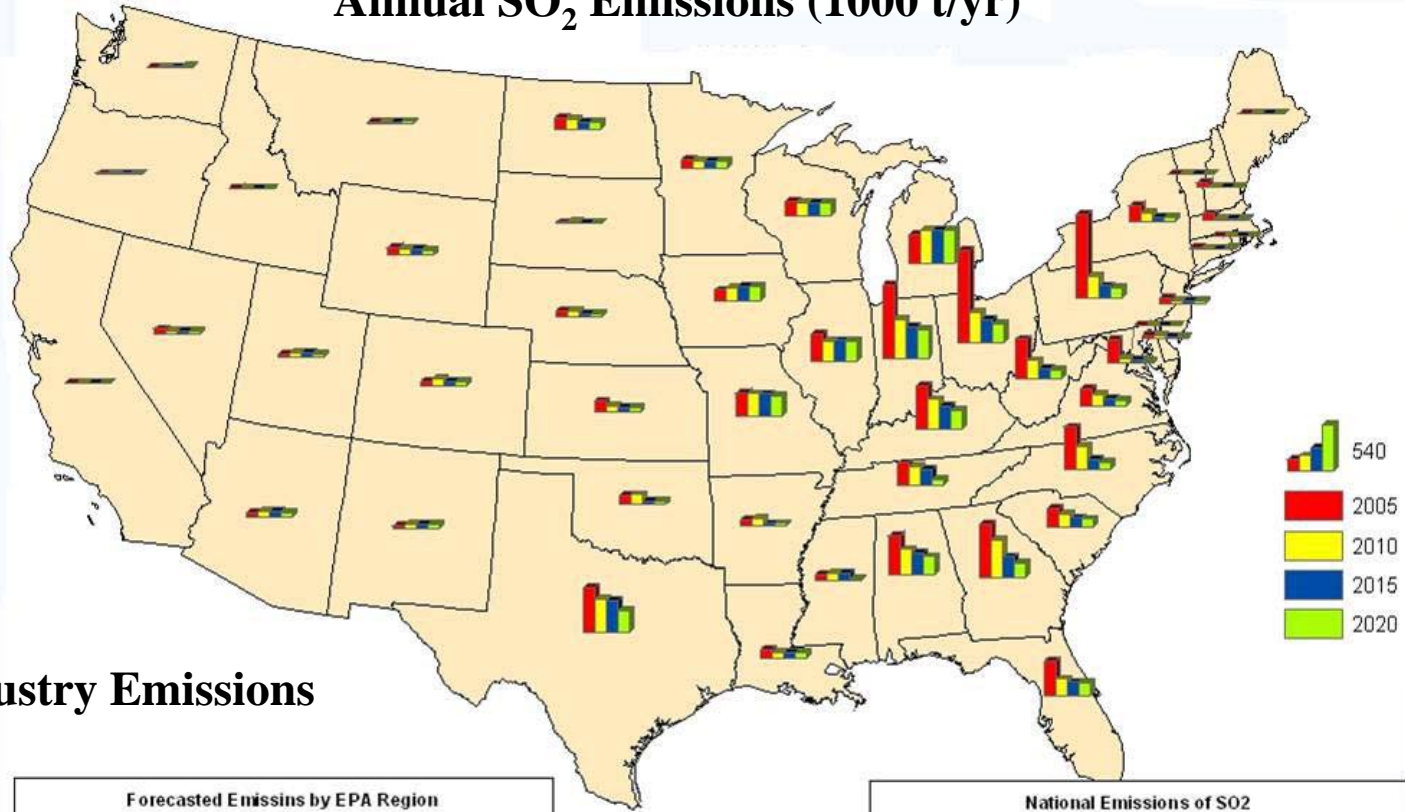 Annual SO2 Emissions (1000 t/yr)
540
2005
2010
2015
2020
ustry Emissions
Forecasted Emissins by EPA Region
National Emissions of SO2